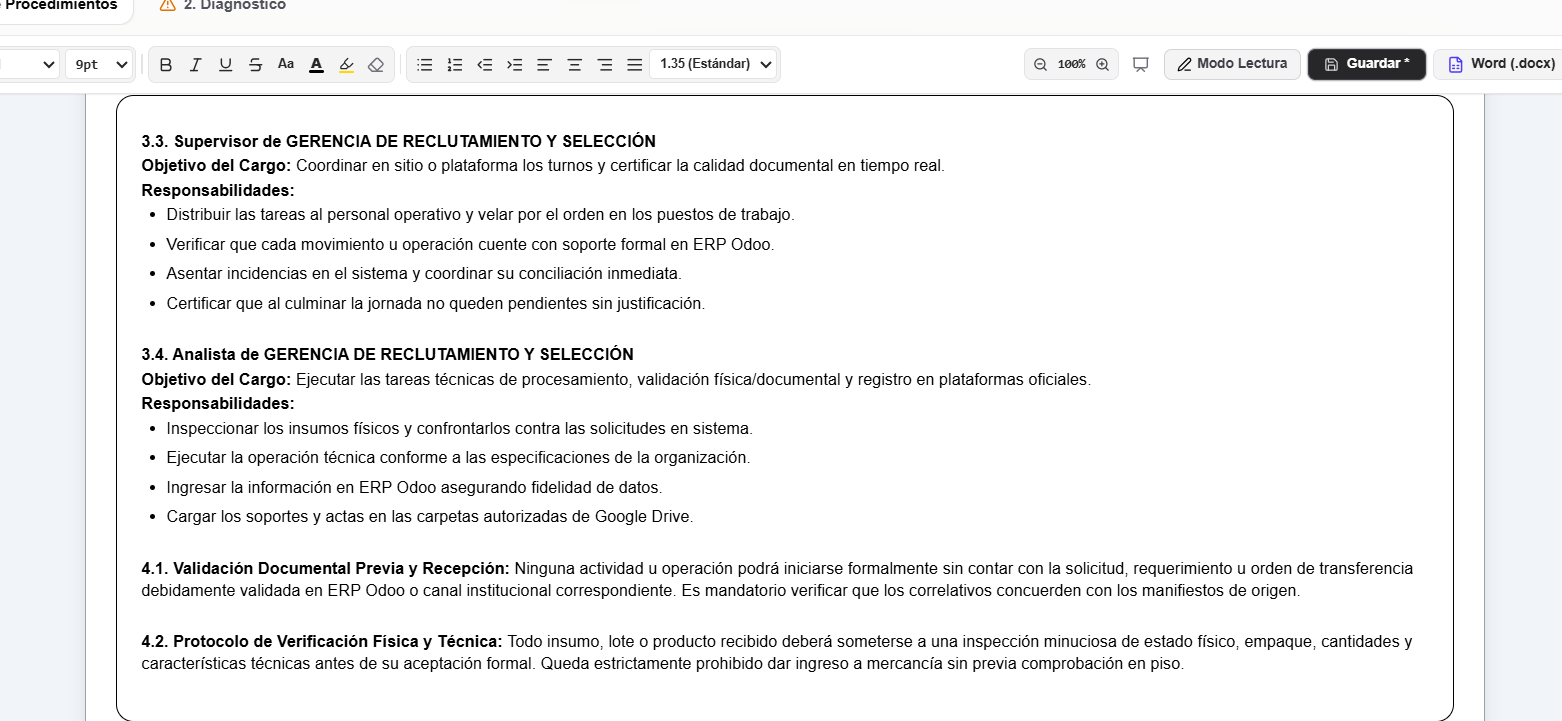 Procedimientos
2. Diagnóstico
9pt
B I U S Aa A
1.35 (Estándar)
100%
Modo Lectura
Guardar *
Word (.docx)
3.3. Supervisor de GERENCIA DE RECLUTAMIENTO Y SELECCIÓN
Objetivo del Cargo: Coordinar en sitio o plataforma los turnos y certificar la calidad documental en tiempo real.
Responsabilidades:
• Distribuir las tareas al personal operativo y velar por el orden en los puestos de trabajo.
• Verificar que cada movimiento u operación cuente con soporte formal en ERP Odoo.
• Asentar incidencias en el sistema y coordinar su conciliación inmediata.
• Certificar que al culminar la jornada no queden pendientes sin justificación.
3.4. Analista de GERENCIA DE RECLUTAMIENTO Y SELECCIÓN
Objetivo del Cargo: Ejecutar las tareas técnicas de procesamiento, validación física/documental y registro en plataformas oficiales.
Responsabilidades:
• Inspeccionar los insumos físicos y confrontarlos contra las solicitudes en sistema.
• Ejecutar la operación técnica conforme a las especificaciones de la organización.
• Ingresar la información en ERP Odoo asegurando fidelidad de datos.
• Cargar los soportes y actas en las carpetas autorizadas de Google Drive.
4.1. Validación Documental Previa y Recepción: Ninguna actividad u operación podrá iniciarse formalmente sin contar con la solicitud, requerimiento u orden de transferencia
debidamente validada en ERP Odoo o canal institucional correspondiente. Es mandatorio verificar que los correlativos concuerden con los manifiestos de origen.
4.2. Protocolo de Verificación Física y Técnica: Todo insumo, lote o producto recibido deberá someterse a una inspección minuciosa de estado físico, empaque, cantidades y
características técnicas antes de su aceptación formal. Queda estrictamente prohibido dar ingreso a mercancía sin previa comprobación en piso.